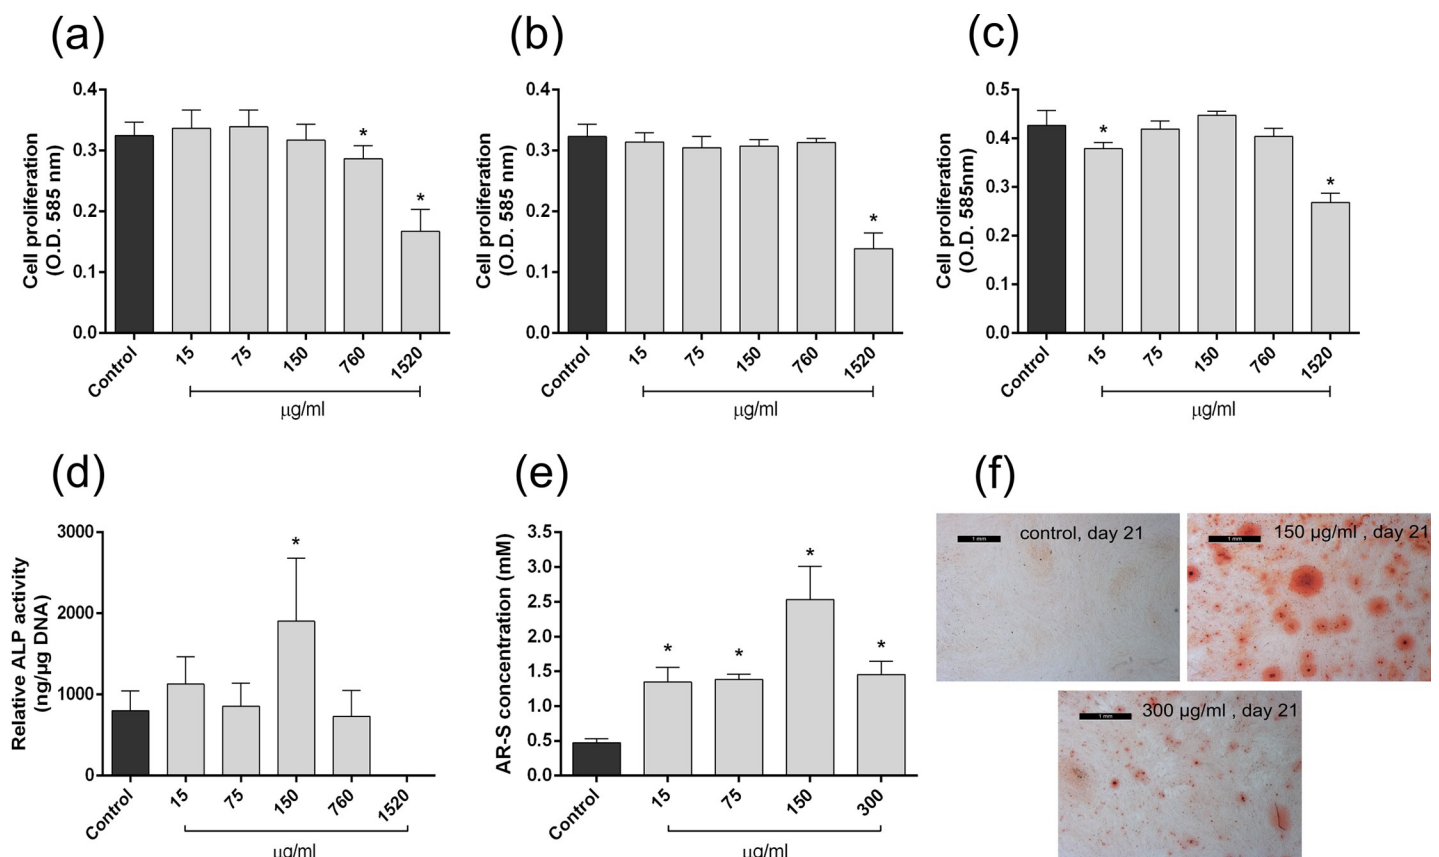 (a)
Cell proliferation
(O.D. 585 nm)
0.4
0.3
0.2
0.1
0.0
*
*
Control
15
75
150
760
1520
µg/ml
(b)
Cell proliferation
(O.D. 585 nm)
0.4
0.3
0.2
0.1
0.0
*
Control
15
75
150
760
1520
µg/ml
(c)
Cell proliferation
(O.D. 585nm)
0.5
0.4
0.3
0.2
0.1
0.0
*
*
Control
15
75
150
760
1520
µg/ml
(d)
Relative ALP activity
(ng/µg DNA)
3000
2000
1000
0
*
Control
15
75
150
760
1520
µg/ml
(e)
AR-S concentration (mM)
3.5
3.0
2.5
2.0
1.5
1.0
0.5
0.0
*
*
*
*
Control
15
75
150
300
µg/ml
(f)
control, day 21
1 mm
150 µg/ml , day 21
1 mm
300 µg/ml , day 21
1 mm